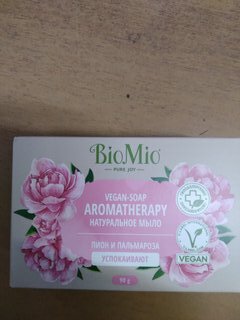 BioMio
PURE JOY
VEGAN-SOAP
AROMATHERAPY
НАТУРАЛЬНОЕ МЫЛО
ПИОН И ПАЛЬМАРОЗА
УСПОКАИВАЮТ
90 g
VEGAN